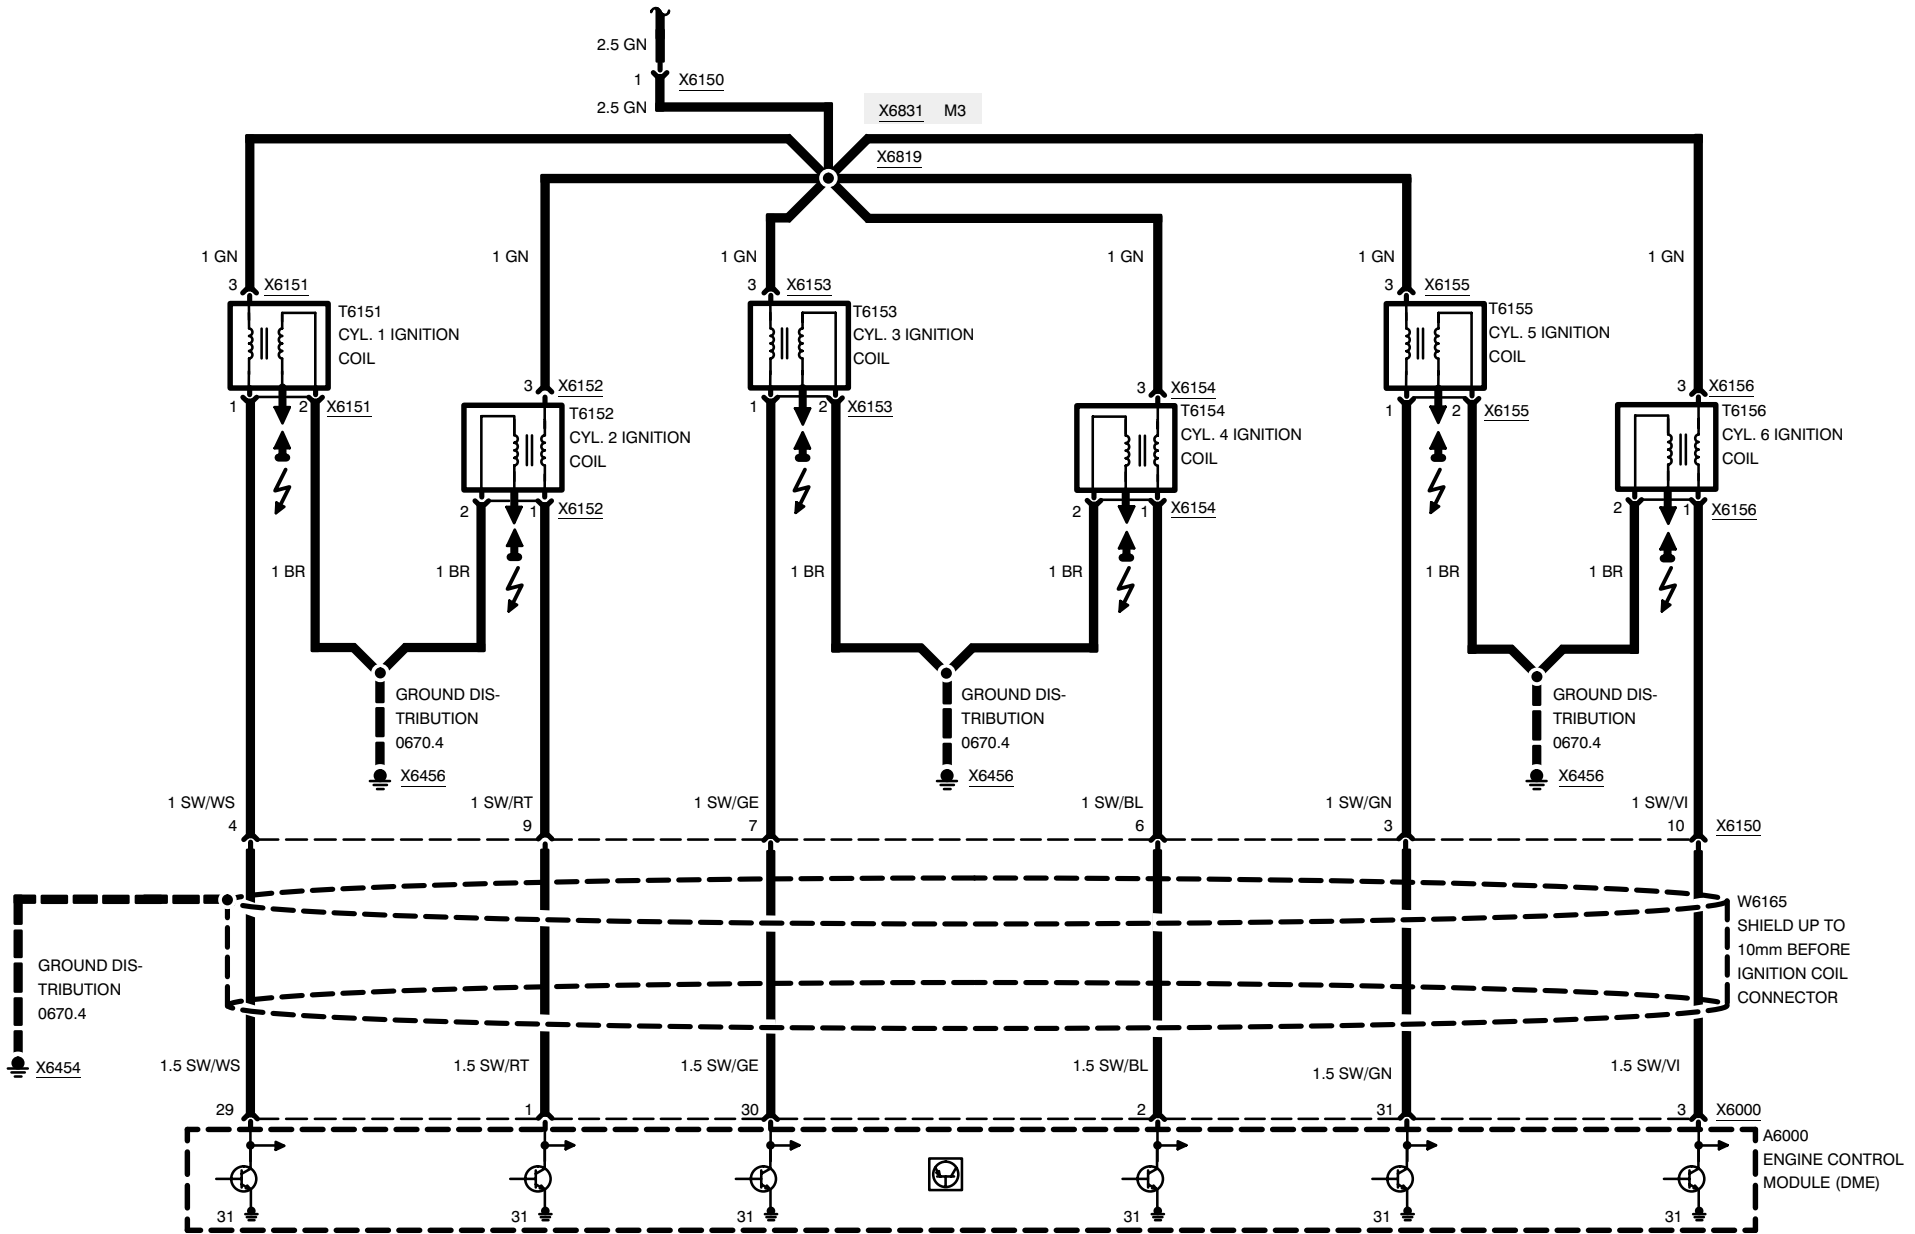 2.5 GN
1 X6150
2.5 GN
X6831 M3
X6819
1 GN 1 GN 1 GN 1 GN 1 GN 1 GN
3 X6151 3 X6153 3 X6155
T6151
CYL. 1 IGNITION
COIL
T6153
CYL. 3 IGNITION
COIL
T6155
CYL. 5 IGNITION
COIL
3 X6152 3 X6154 3 X6156
1 2 X6151 1 2 X6153 1 2 X6155
T6152
CYL. 2 IGNITION
COIL
T6154
CYL. 4 IGNITION
COIL
T6156
CYL. 6 IGNITION
COIL
2 1 X6152 2 1 X6154 2 1 X6156
1 BR 1 BR 1 BR 1 BR 1 BR 1 BR
GROUND DIS-
TRIBUTION
0670.4
X6456
GROUND DIS-
TRIBUTION
0670.4
X6456
GROUND DIS-
TRIBUTION
0670.4
X6456
1 SW/WS 1 SW/RT 1 SW/GE 1 SW/BL 1 SW/GN 1 SW/VI
4 9 7 6 3 10 X6150
W6165
SHIELD UP TO
10mm BEFORE
IGNITION COIL
CONNECTOR
GROUND DIS-
TRIBUTION
0670.4
X6454
1.5 SW/WS 1.5 SW/RT 1.5 SW/GE 1.5 SW/BL 1.5 SW/GN 1.5 SW/VI
29 1 30 2 31 3 X6000
A6000
ENGINE CONTROL
MODULE (DME)
31 31 31 31 31 31